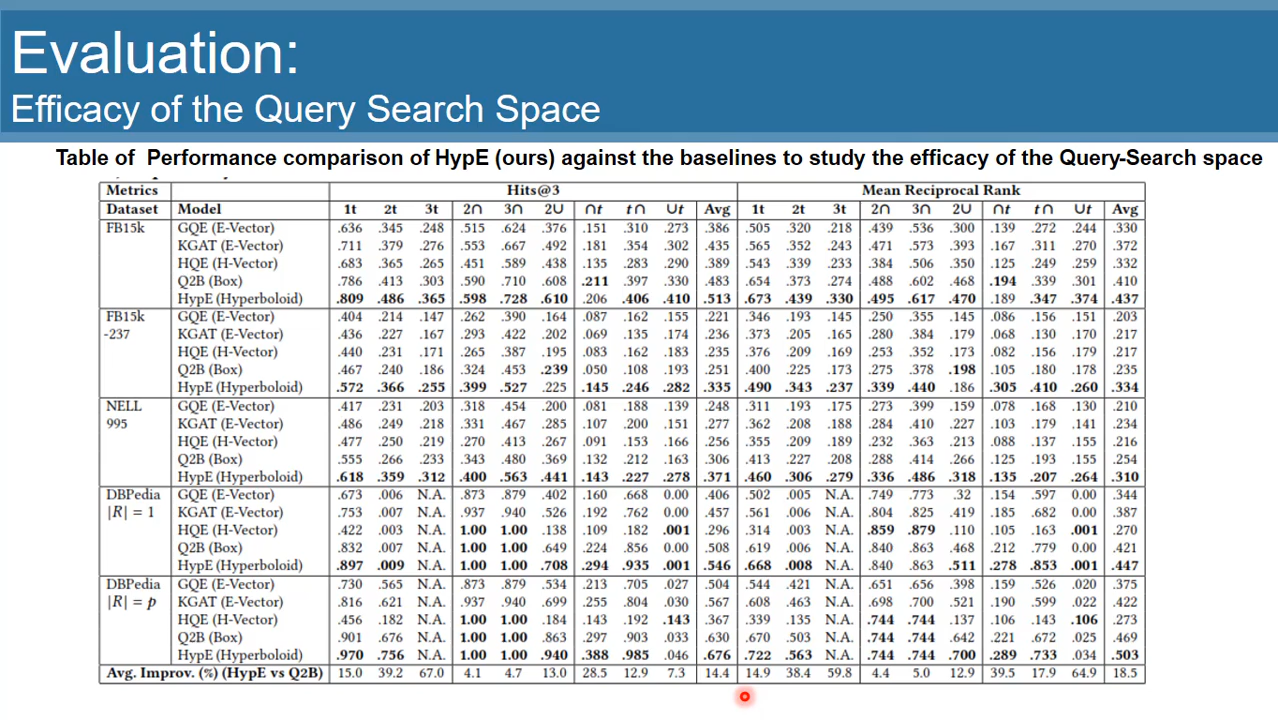 Evaluation:
Efficacy of the Query Search Space
Table of Performance comparison of HypE (ours) against the baselines to study the efficacy of the Query-Search space
Metrics Hits@3 Mean Reciprocal Rank
Dataset Model 1t 2t 3t 2∩ 3∩ 2∪ ∩t t∩ ∪t Avg 1t 2t 3t 2∩ 3∩ 2∪ ∩t t∩ ∪t Avg
FB15k GQE (E-Vector) .636 .345 .248 .515 .624 .376 .151 .310 .273 .386 .505 .320 .218 .439 .536 .300 .139 .272 .244 .330
KGAT (E-Vector) .711 .379 .276 .553 .667 .492 .181 .354 .302 .435 .565 .352 .243 .471 .573 .393 .167 .311 .270 .372
HQE (H-Vector) .683 .365 .265 .451 .589 .438 .135 .283 .290 .389 .543 .339 .233 .384 .506 .350 .125 .249 .259 .332
Q2B (Box) .786 .413 .303 .590 .710 .608 .211 .397 .330 .483 .654 .373 .274 .488 .602 .468 .194 .339 .301 .410
HypE (Hyperboloid) .809 .486 .365 .598 .728 .610 .206 .406 .410 .513 .673 .439 .330 .495 .617 .470 .189 .347 .374 .437
FB15k GQE (E-Vector) .404 .214 .147 .262 .390 .164 .087 .162 .155 .221 .346 .193 .145 .250 .355 .145 .086 .156 .151 .203
-237 KGAT (E-Vector) .436 .227 .167 .293 .422 .202 .069 .135 .174 .236 .373 .205 .165 .280 .384 .179 .068 .130 .170 .217
HQE (H-Vector) .440 .231 .171 .265 .387 .195 .083 .162 .183 .235 .376 .209 .169 .253 .352 .173 .082 .156 .179 .217
Q2B (Box) .467 .240 .186 .324 .453 .239 .050 .108 .193 .251 .400 .225 .173 .275 .378 .198 .105 .180 .178 .235
HypE (Hyperboloid) .572 .366 .255 .399 .527 .225 .145 .246 .282 .335 .490 .343 .237 .339 .440 .186 .305 .410 .260 .334
NELL GQE (E-Vector) .417 .231 .203 .318 .454 .200 .081 .188 .139 .248 .311 .193 .175 .273 .399 .159 .078 .168 .130 .210
995 KGAT (E-Vector) .486 .249 .218 .331 .467 .285 .107 .200 .151 .277 .362 .208 .188 .284 .410 .227 .103 .179 .141 .234
HQE (H-Vector) .477 .250 .219 .270 .413 .267 .091 .153 .166 .256 .355 .209 .189 .232 .363 .213 .088 .137 .155 .216
Q2B (Box) .555 .266 .233 .343 .480 .369 .132 .212 .163 .306 .413 .227 .208 .288 .414 .266 .125 .193 .155 .254
HypE (Hyperboloid) .618 .359 .312 .400 .563 .441 .143 .227 .278 .371 .460 .306 .279 .336 .486 .318 .135 .207 .264 .310
DBPedia GQE (E-Vector) .673 .006 N.A. .873 .879 .402 .160 .668 0.00 .406 .502 .005 N.A. .749 .773 .32 .154 .597 0.00 .344
|R| = 1 KGAT (E-Vector) .753 .007 N.A. .937 .940 .526 .192 .762 0.00 .457 .561 .006 N.A. .804 .825 .419 .185 .682 0.00 .387
HQE (H-Vector) .422 .003 N.A. 1.00 1.00 .138 .109 .182 .001 .296 .314 .003 N.A. .859 .879 .110 .105 .163 .001 .270
Q2B (Box) .832 .007 N.A. 1.00 1.00 .649 .224 .856 0.00 .508 .619 .006 N.A. .840 .863 .468 .212 .779 0.00 .421
HypE (Hyperboloid) .897 .009 N.A. 1.00 1.00 .708 .294 .935 .001 .546 .668 .008 N.A. .840 .863 .511 .278 .853 .001 .447
DBPedia GQE (E-Vector) .730 .565 N.A. .873 .879 .534 .213 .705 .027 .504 .544 .421 N.A. .651 .656 .398 .159 .526 .020 .375
|R| = p KGAT (E-Vector) .816 .621 N.A. .937 .940 .699 .255 .804 .030 .567 .608 .463 N.A. .698 .700 .521 .190 .599 .022 .422
HQE (H-Vector) .456 .182 N.A. 1.00 1.00 .184 .143 .192 .143 .367 .339 .135 N.A. .744 .744 .137 .106 .143 .106 .273
Q2B (Box) .901 .676 N.A. 1.00 1.00 .863 .297 .903 .033 .630 .670 .503 N.A. .744 .744 .642 .221 .672 .025 .469
HypE (Hyperboloid) .970 .756 N.A. 1.00 1.00 .940 .388 .985 .046 .676 .722 .563 N.A. .744 .744 .700 .289 .733 .034 .503
Avg. Improv. (%) (HypE vs Q2B) 15.0 39.2 67.0 4.1 4.7 13.0 28.5 12.9 7.3 14.4 14.9 38.4 59.8 4.4 5.0 12.9 39.5 17.9 64.9 18.5